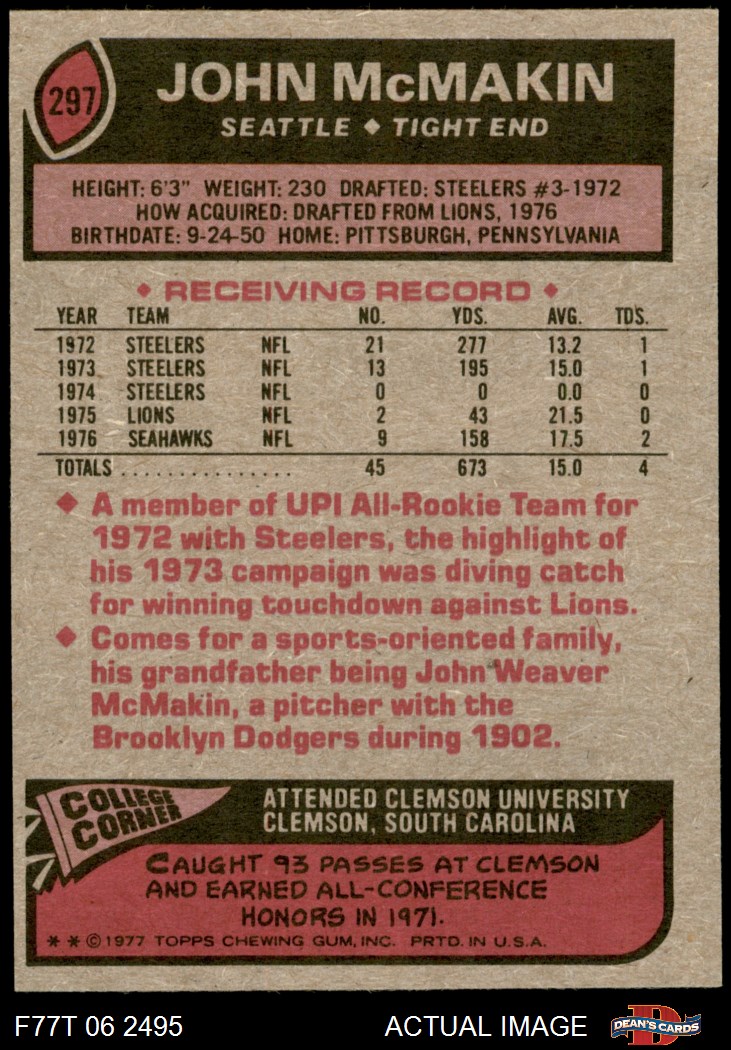 297
JOHN McMAKIN
SEATTLE ◆ TIGHT END
HEIGHT: 6'3" WEIGHT: 230 DRAFTED: STEELERS #3-1972
HOW ACQUIRED: DRAFTED FROM LIONS, 1976
BIRTHDATE: 9-24-50 HOME: PITTSBURGH, PENNSYLVANIA
◆ RECEIVING RECORD ◆
YEAR TEAM NO. YDS. AVG. TDS.
1972 STEELERS NFL 21 277 13.2 1
1973 STEELERS NFL 13 195 15.0 1
1974 STEELERS NFL 0 0 0.0 0
1975 LIONS NFL 2 43 21.5 0
1976 SEAHAWKS NFL 9 158 17.5 2
TOTALS . . . . . . . . . . . . . . . 45 673 15.0 4
◆ A member of UPI All-Rookie Team for
1972 with Steelers, the highlight of
his 1973 campaign was diving catch
for winning touchdown against Lions.
◆ Comes for a sports-oriented family,
his grandfather being John Weaver
McMakin, a pitcher with the
Brooklyn Dodgers during 1902.
COLLEGE
CORNER
ATTENDED CLEMSON UNIVERSITY
CLEMSON, SOUTH CAROLINA
CAUGHT 93 PASSES AT CLEMSON
AND EARNED ALL-CONFERENCE
HONORS IN 1971.
* * © 1977 TOPPS CHEWING GUM, INC. PRTD. IN U.S.A.
F77T 06 2495 ACTUAL IMAGE
D
DEAN'S CARDS